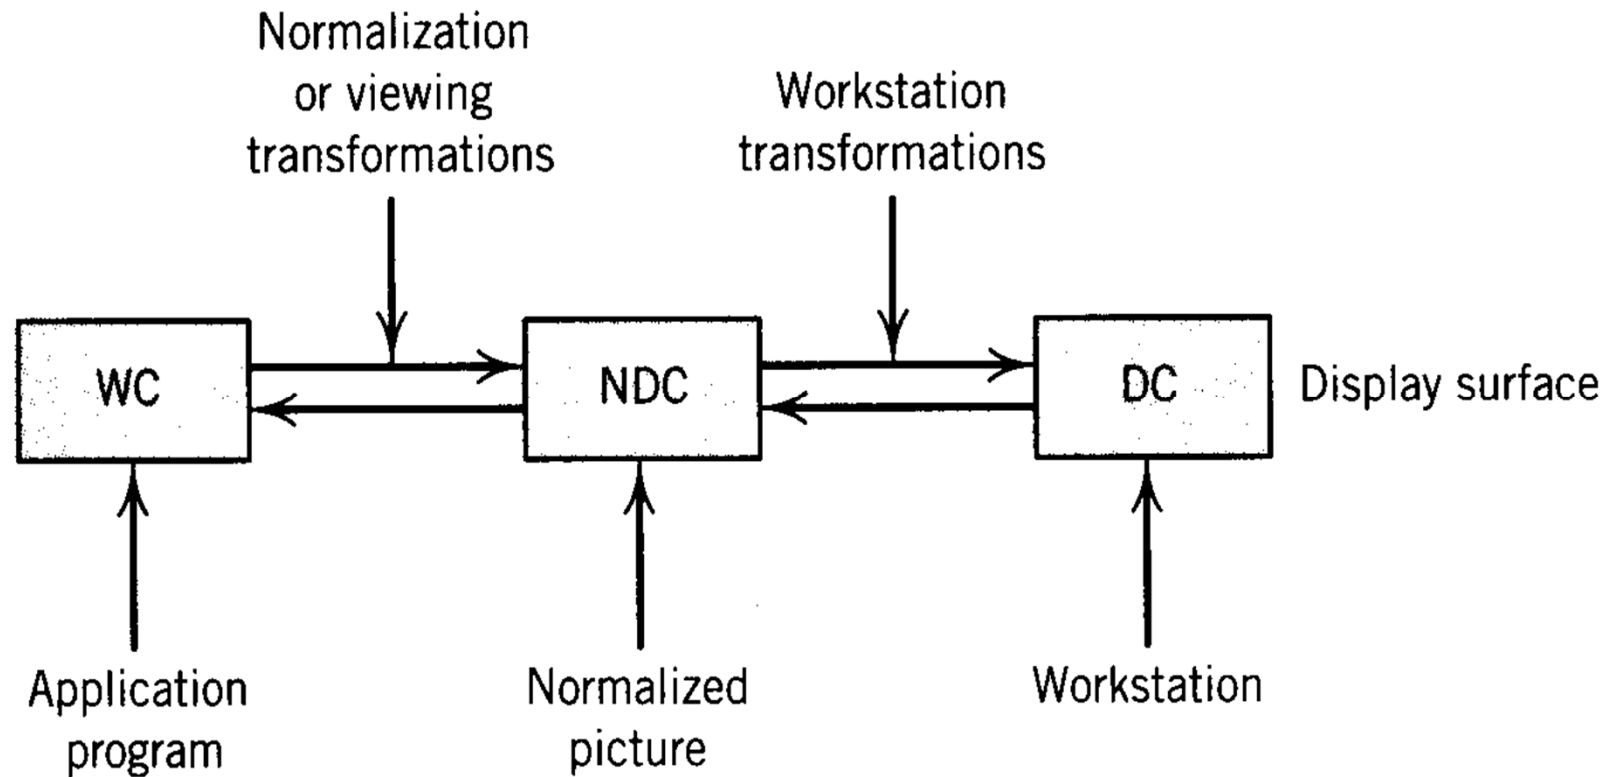 Normalization
or viewing
transformations
Workstation
transformations
WC
NDC
DC
Display surface
Application
program
Normalized
picture
Workstation